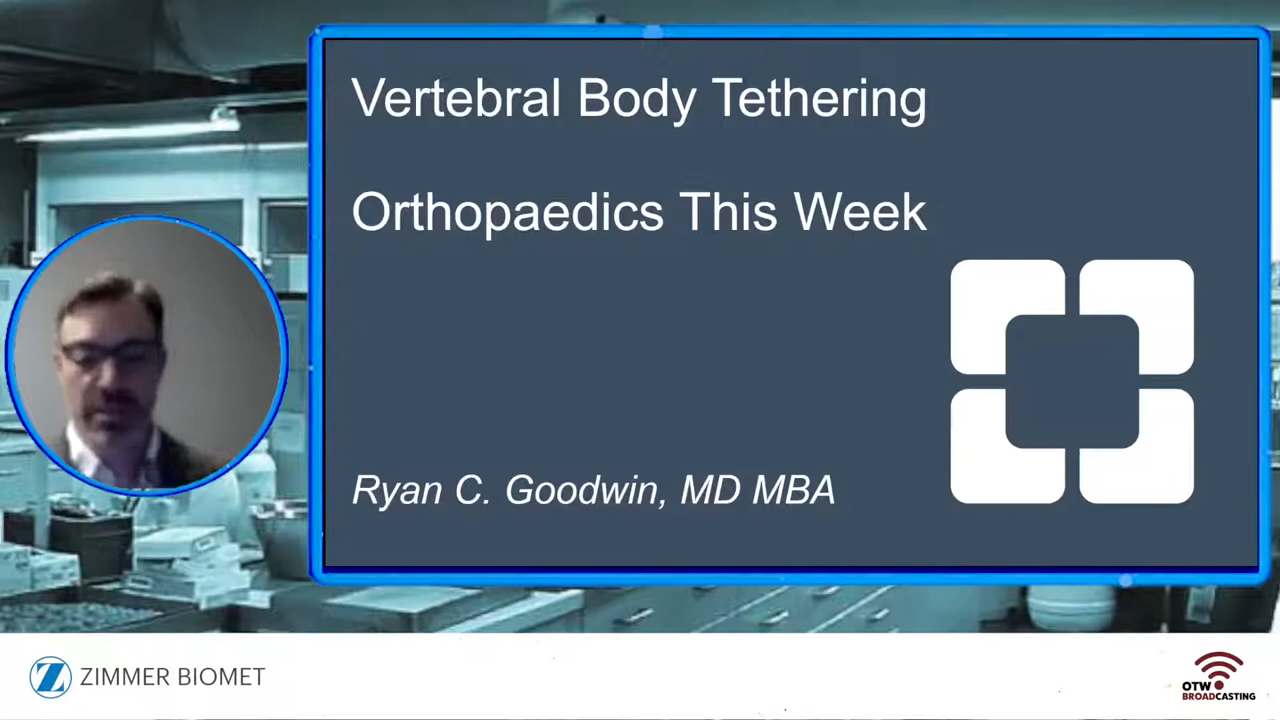 Vertebral Body Tethering
Orthopaedics This Week
Ryan C. Goodwin, MD MBA
ZIMMER BIOMET
OTW
BROADCASTING